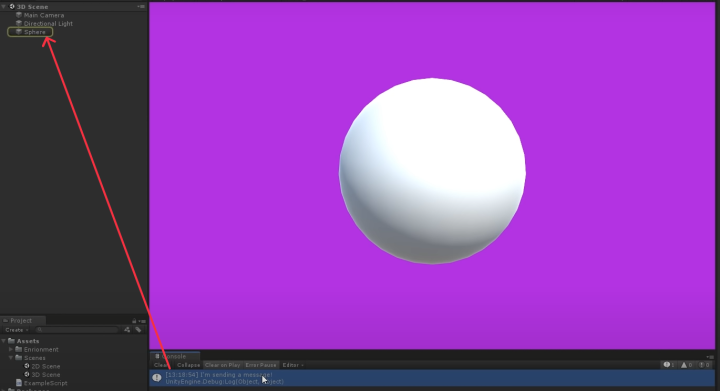 3D Scene
Main Camera
Directional Light
Sphere
Project
Create
Assets
Enrionment
Scenes
2D Scene
3D Scene
ExampleScript
Console
Clear Collapse Clear on Play Error Pause Editor
1 0 0
[13:18:54] I'm sending a message!
UnityEngine.Debug:Log(Object, Object)